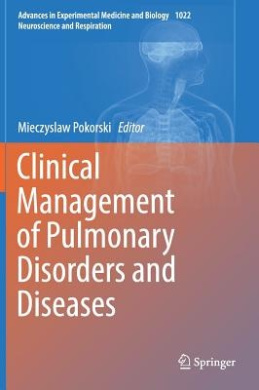 Advances in Experimental Medicine and Biology 1022
Neuroscience and Respiration
Mieczyslaw Pokorski Editor
Clinical
Management
of Pulmonary
Disorders and
Diseases
Springer